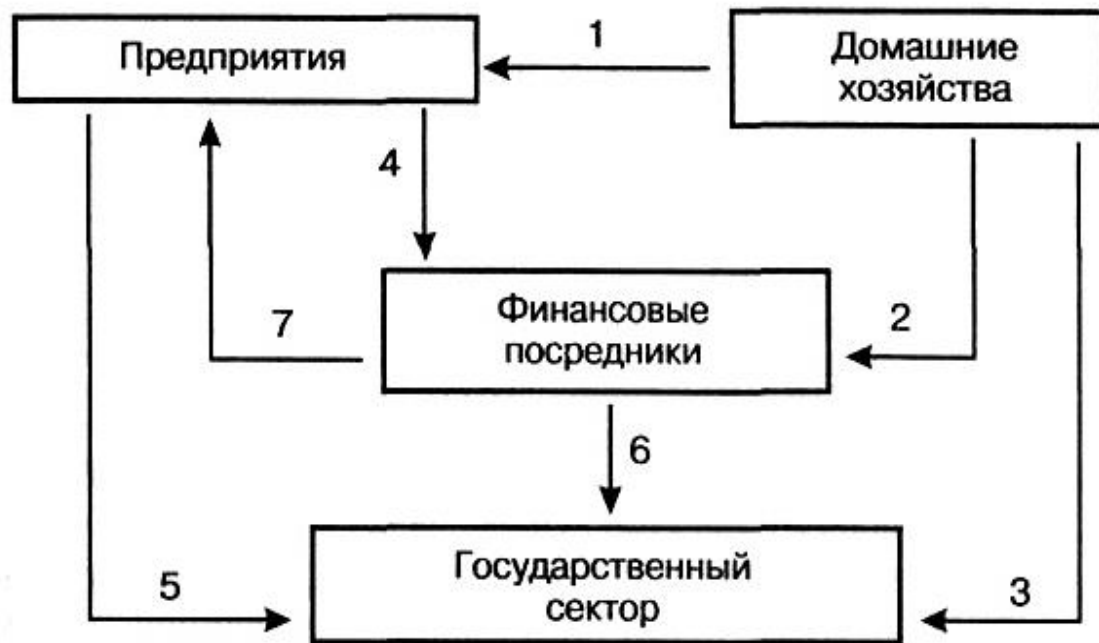 1
Предприятия
Домашние
хозяйства
4
7
Финансовые
посредники
2
6
5
Государственный
сектор
3